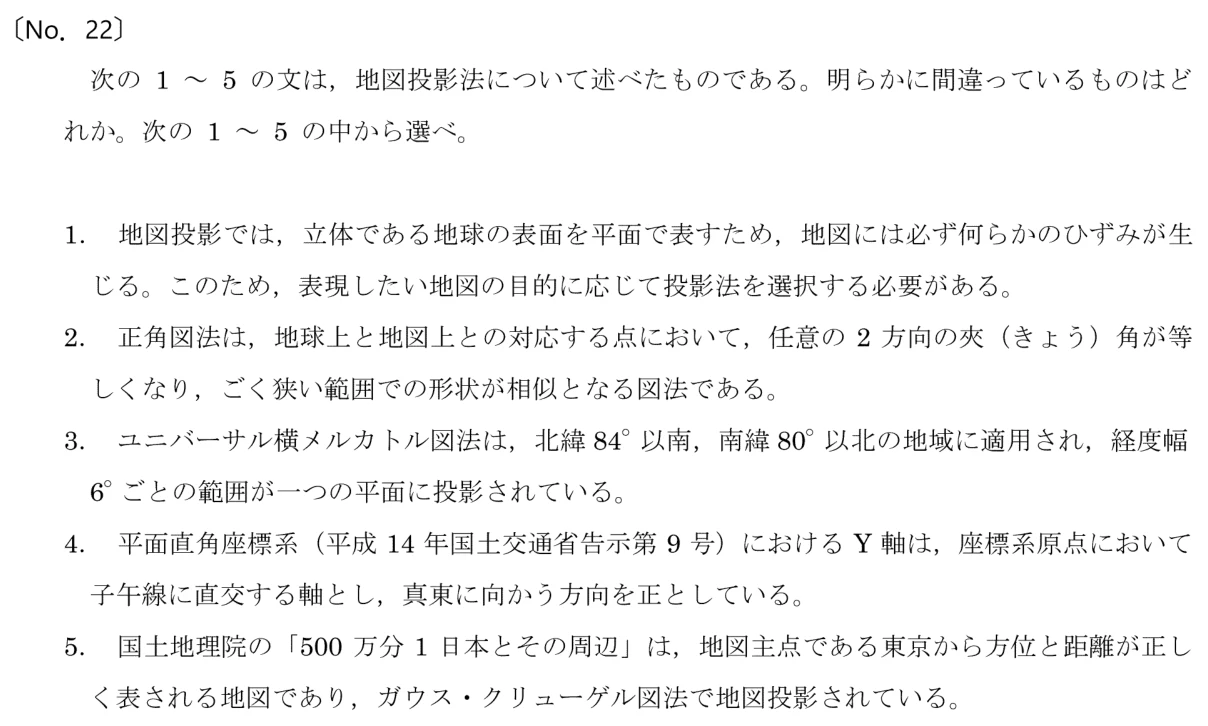 〔No. 22〕
次の 1 ～ 5 の文は，地図投影法について述べたものである。明らかに間違っているものはど
れか。次の 1 ～ 5 の中から選べ。
1. 地図投影では，立体である地球の表面を平面で表すため，地図には必ず何らかのひずみが生
じる。このため，表現したい地図の目的に応じて投影法を選択する必要がある。
2. 正角図法は，地球上と地図上との対応する点において，任意の 2 方向の夾（きょう）角が等
しくなり，ごく狭い範囲での形状が相似となる図法である。
3. ユニバーサル横メルカトル図法は，北緯 84° 以南，南緯 80° 以北の地域に適用され，経度幅
6° ごとの範囲が一つの平面に投影されている。
4. 平面直角座標系（平成 14 年国土交通省告示第 9 号）における Y 軸は，座標系原点において
子午線に直交する軸とし，真東に向かう方向を正としている。
5. 国土地理院の「500 万分 1 日本とその周辺」は，地図主点である東京から方位と距離が正し
く表される地図であり，ガウス・クリューゲル図法で地図投影されている。